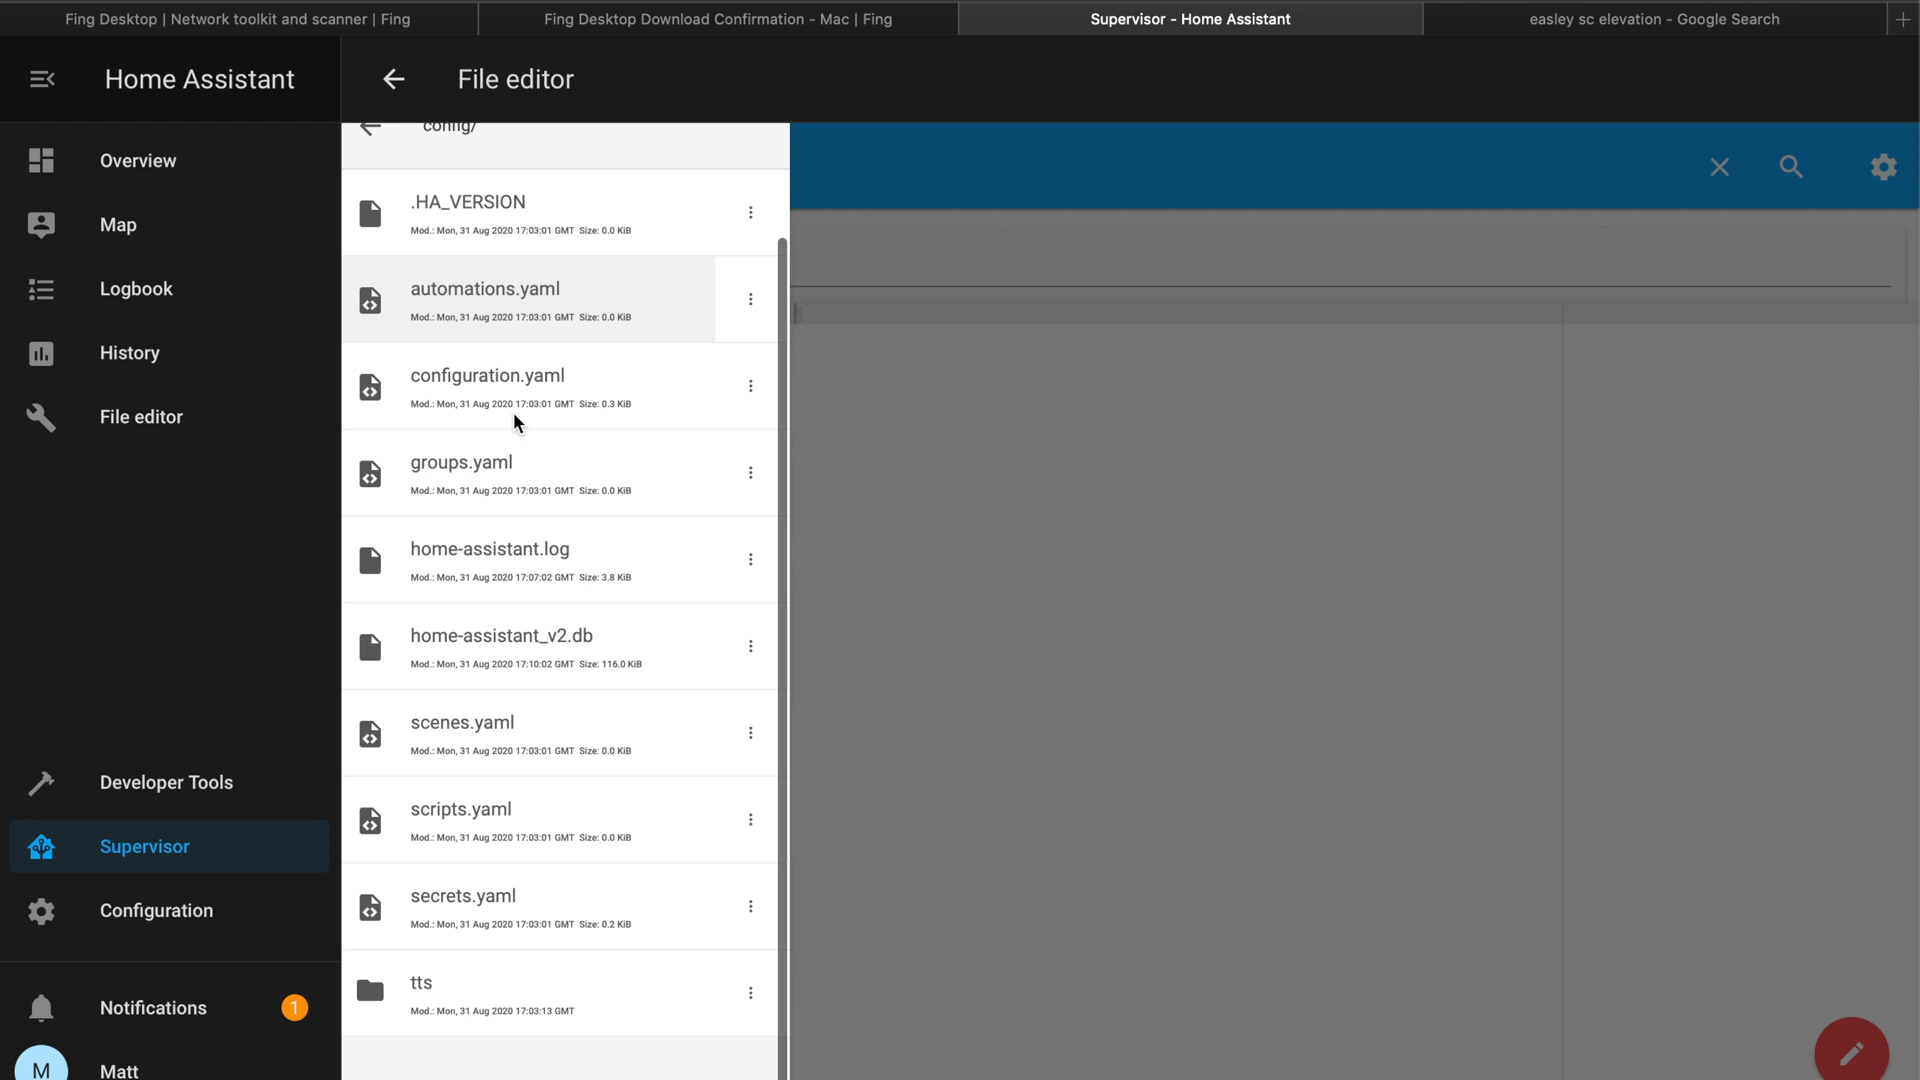 Fing Desktop | Network toolkit and scanner | Fing
Fing Desktop Download Confirmation - Mac | Fing
Supervisor - Home Assistant
easley sc elevation - Google Search
Home Assistant
File editor
Overview
Map
Logbook
History
File editor
Developer Tools
Supervisor
Configuration
Notifications
1
M
Matt
config/
.HA_VERSION
Mod.: Mon, 31 Aug 2020 17:03:01 GMT Size: 0.0 KiB
automations.yaml
Mod.: Mon, 31 Aug 2020 17:03:01 GMT Size: 0.0 KiB
configuration.yaml
Mod.: Mon, 31 Aug 2020 17:03:01 GMT Size: 0.3 KiB
groups.yaml
Mod.: Mon, 31 Aug 2020 17:03:01 GMT Size: 0.0 KiB
home-assistant.log
Mod.: Mon, 31 Aug 2020 17:07:02 GMT Size: 3.8 KiB
home-assistant_v2.db
Mod.: Mon, 31 Aug 2020 17:10:02 GMT Size: 116.0 KiB
scenes.yaml
Mod.: Mon, 31 Aug 2020 17:03:01 GMT Size: 0.0 KiB
scripts.yaml
Mod.: Mon, 31 Aug 2020 17:03:01 GMT Size: 0.0 KiB
secrets.yaml
Mod.: Mon, 31 Aug 2020 17:03:01 GMT Size: 0.2 KiB
tts
Mod.: Mon, 31 Aug 2020 17:03:13 GMT